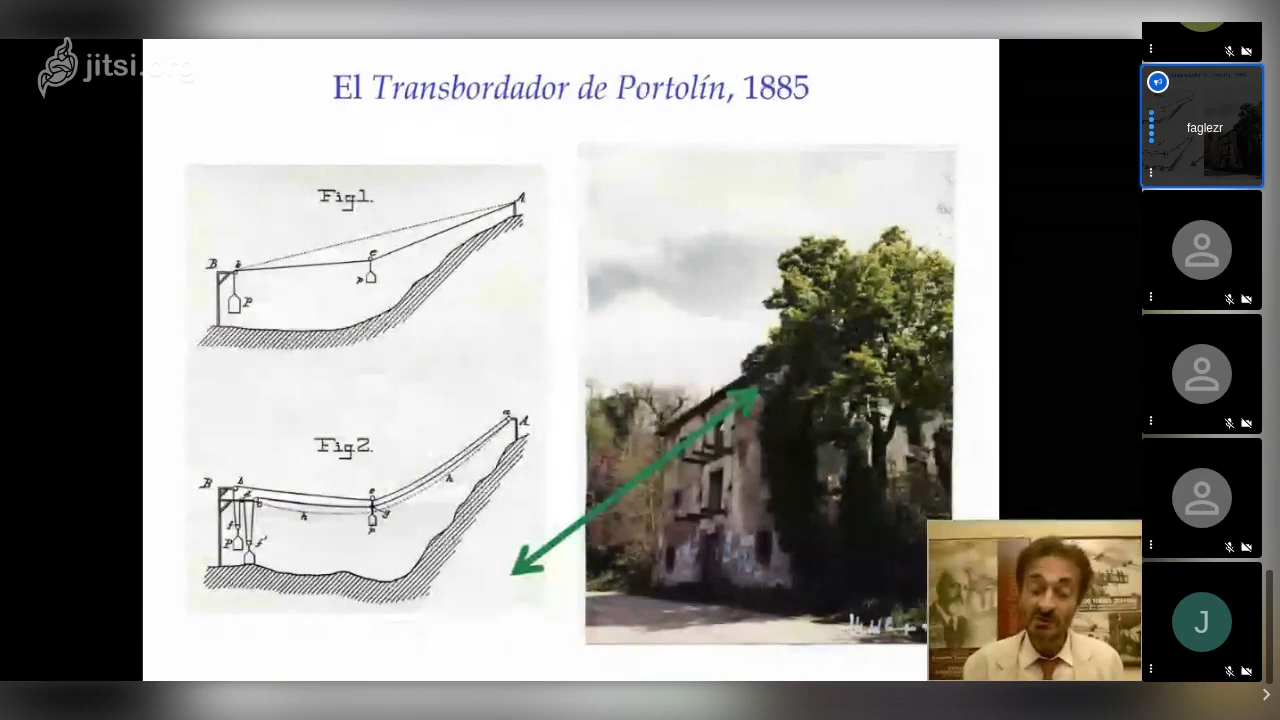 jitsi.org
El Transbordador de Portolín, 1885
Fig1.
A
B
b
c
P
p
Fig2.
a
A
B
b
c
d
h
h
g
f
f'
P
p
faglezr
J